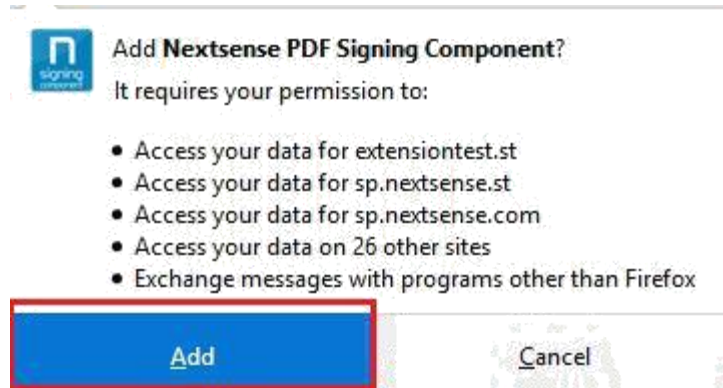 n
signing
component
Add Nextsense PDF Signing Component?
It requires your permission to:
• Access your data for extensiontest.st
• Access your data for sp.nextsense.st
• Access your data for sp.nextsense.com
• Access your data on 26 other sites
• Exchange messages with programs other than Firefox
Add
Cancel